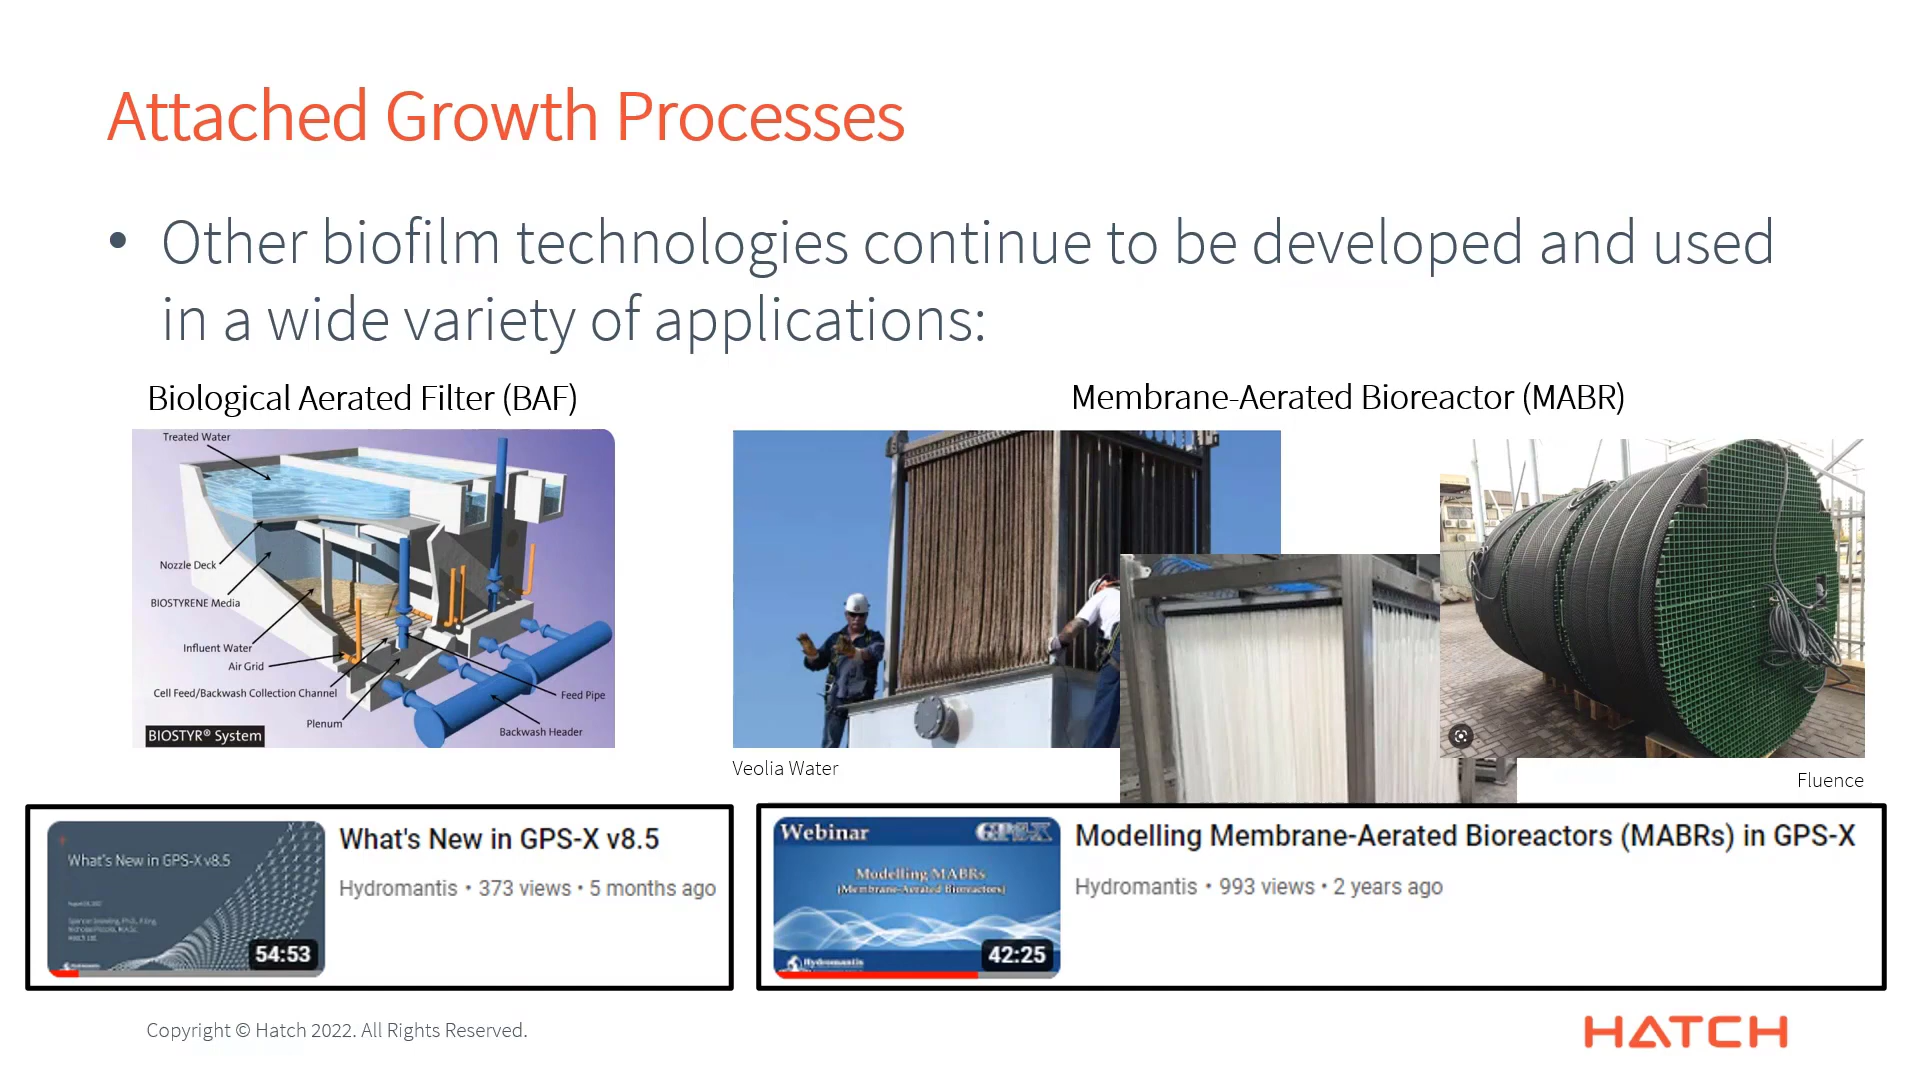 Attached Growth Processes
• Other biofilm technologies continue to be developed and used
in a wide variety of applications:
Biological Aerated Filter (BAF)
Membrane-Aerated Bioreactor (MABR)
Treated Water
Nozzle Deck
BIOSTYRENE Media
Influent Water
Air Grid
Cell Feed/Backwash Collection Channel
Plenum
Feed Pipe
Backwash Header
BIOSTYR® System
Veolia Water
Fluence
What's New in GPS-X v8.5
54:53
What's New in GPS-X v8.5
Hydromantis • 373 views • 5 months ago
Webinar
GPS-X
Modelling MABRs
(Membrane-Aerated Bioreactors)
Hydromantis
42:25
Modelling Membrane-Aerated Bioreactors (MABRs) in GPS-X
Hydromantis • 993 views • 2 years ago
Copyright © Hatch 2022. All Rights Reserved.
HATCH